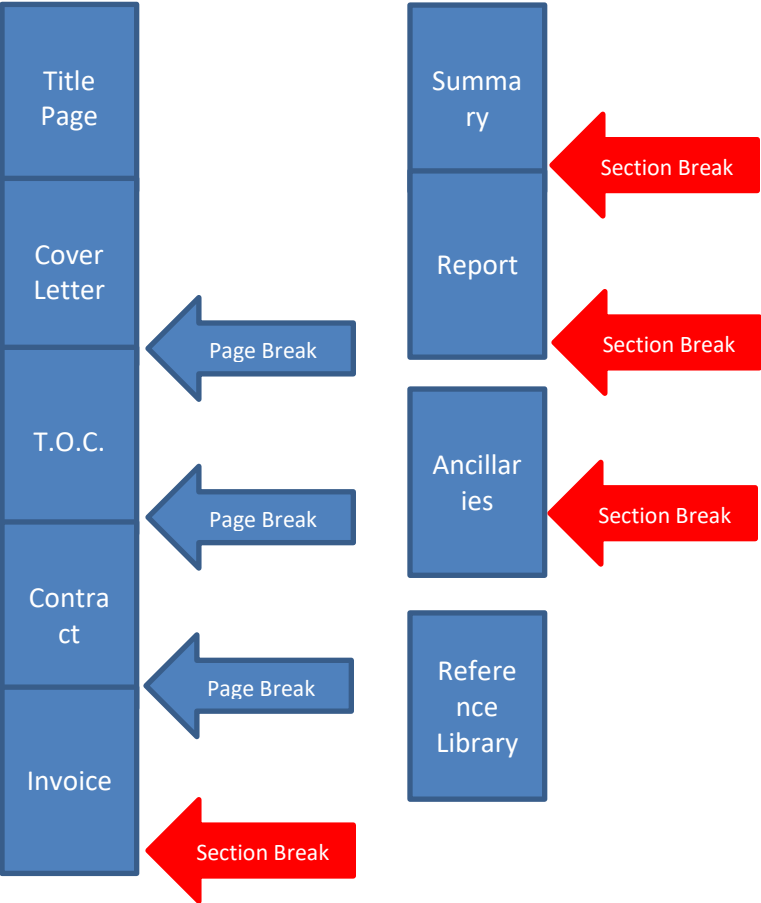 Title
Page
Cover
Letter
Page Break
T.O.C.
Page Break
Contra
ct
Page Break
Invoice
Section Break
Summa
ry
Section Break
Report
Section Break
Ancillar
ies
Section Break
Refere
nce
Library